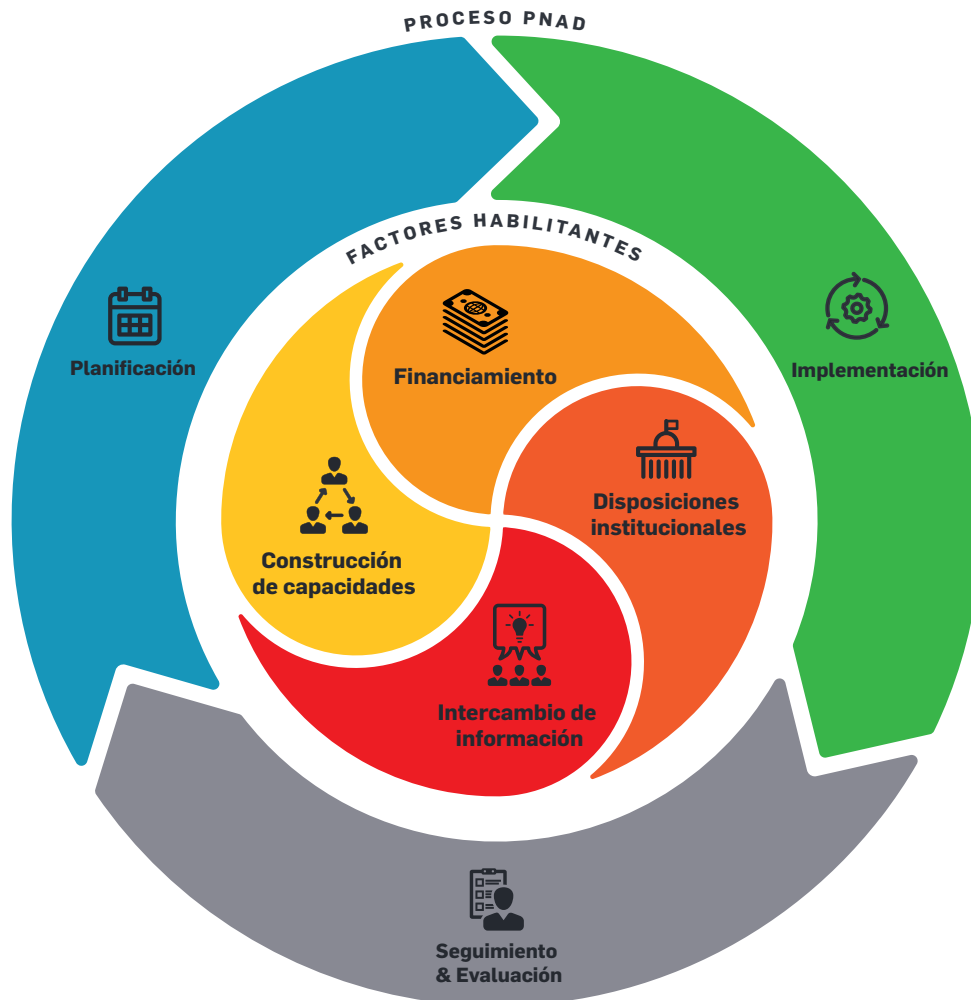 PROCESO PNAD
FACTORES HABILITANTES
Planificación
Implementación
Financiamiento
Disposiciones
institucionales
Construcción
de capacidades
Intercambio de
información
Seguimiento
& Evaluación